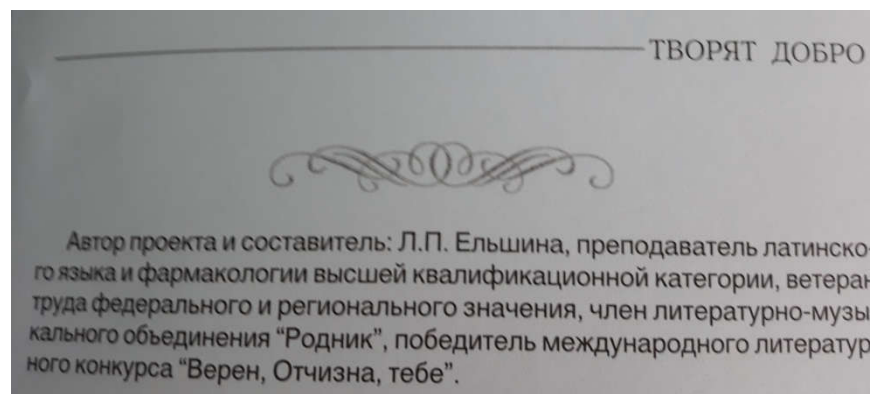 ТВОРЯТ ДОБРО
Автор проекта и составитель: Л.П. Ельшина, преподаватель латинско-
го языка и фармакологии высшей квалификационной категории, ветеран
труда федерального и регионального значения, член литературно-музы
кального объединения “Родник”, победитель международного литератур
ного конкурса “Верен, Отчизна, тебе”.